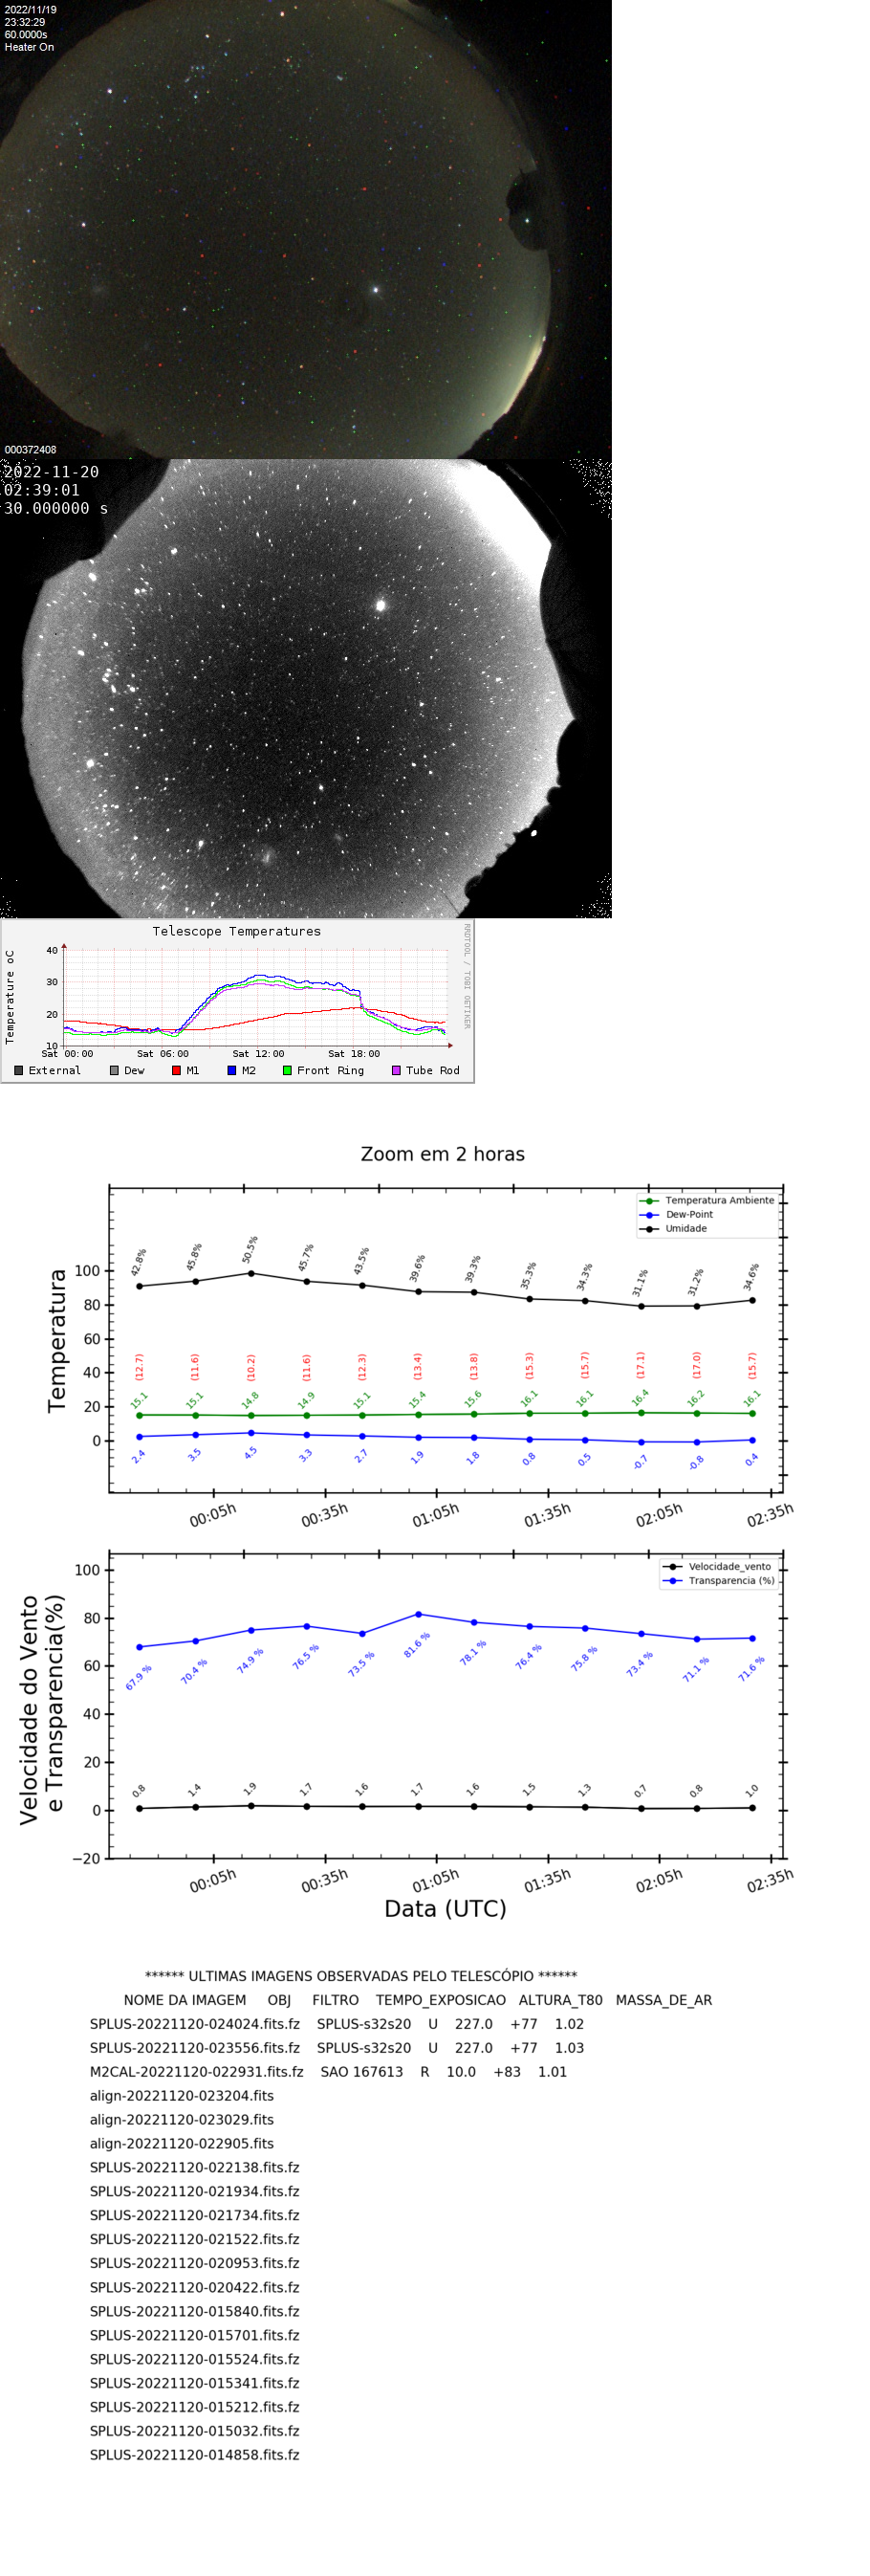 2022/11/19
23:32:29
60.0000s
Heater On
000372408
2022-11-20
02:39:01
30.000000 s
Telescope Temperatures
RRDTOOL / TOBI OETIKER
Temperature oC
40
30
20
10
Sat 00:00 Sat 06:00 Sat 12:00 Sat 18:00
External Dew M1 M2 Front Ring Tube Rod
Zoom em 2 horas
Temperatura Ambiente
Dew-Point
Umidade
Temperatura
100
80
60
40
20
0
42.8% 45.8% 50.5% 45.7% 43.5% 39.6% 39.3% 35.3% 34.3% 31.1% 31.2% 34.6%
(12.7) (11.6) (10.2) (11.6) (12.3) (13.4) (13.8) (15.3) (15.7) (17.1) (17.0) (15.7)
15.1 15.1 14.8 14.9 15.1 15.4 15.6 16.1 16.1 16.4 16.2 16.1
2.4 3.5 4.5 3.3 2.7 1.9 1.8 0.8 0.5 -0.7 -0.8 0.4
00:05h 00:35h 01:05h 01:35h 02:05h 02:35h
Velocidade_vento
Transparencia (%)
Velocidade do Vento
e Transparencia(%)
100
80
60
40
20
0
−20
67.9 % 70.4 % 74.9 % 76.5 % 73.5 % 81.6 % 78.1 % 76.4 % 75.8 % 73.4 % 71.1 % 71.6 %
0.8 1.4 1.9 1.7 1.6 1.7 1.6 1.5 1.3 0.7 0.8 1.0
00:05h 00:35h 01:05h 01:35h 02:05h 02:35h
Data (UTC)
****** ULTIMAS IMAGENS OBSERVADAS PELO TELESCÓPIO ******
NOME DA IMAGEM OBJ FILTRO TEMPO_EXPOSICAO ALTURA_T80 MASSA_DE_AR
SPLUS-20221120-024024.fits.fz SPLUS-s32s20 U 227.0 +77 1.02
SPLUS-20221120-023556.fits.fz SPLUS-s32s20 U 227.0 +77 1.03
M2CAL-20221120-022931.fits.fz SAO 167613 R 10.0 +83 1.01
align-20221120-023204.fits
align-20221120-023029.fits
align-20221120-022905.fits
SPLUS-20221120-022138.fits.fz
SPLUS-20221120-021934.fits.fz
SPLUS-20221120-021734.fits.fz
SPLUS-20221120-021522.fits.fz
SPLUS-20221120-020953.fits.fz
SPLUS-20221120-020422.fits.fz
SPLUS-20221120-015840.fits.fz
SPLUS-20221120-015701.fits.fz
SPLUS-20221120-015524.fits.fz
SPLUS-20221120-015341.fits.fz
SPLUS-20221120-015212.fits.fz
SPLUS-20221120-015032.fits.fz
SPLUS-20221120-014858.fits.fz